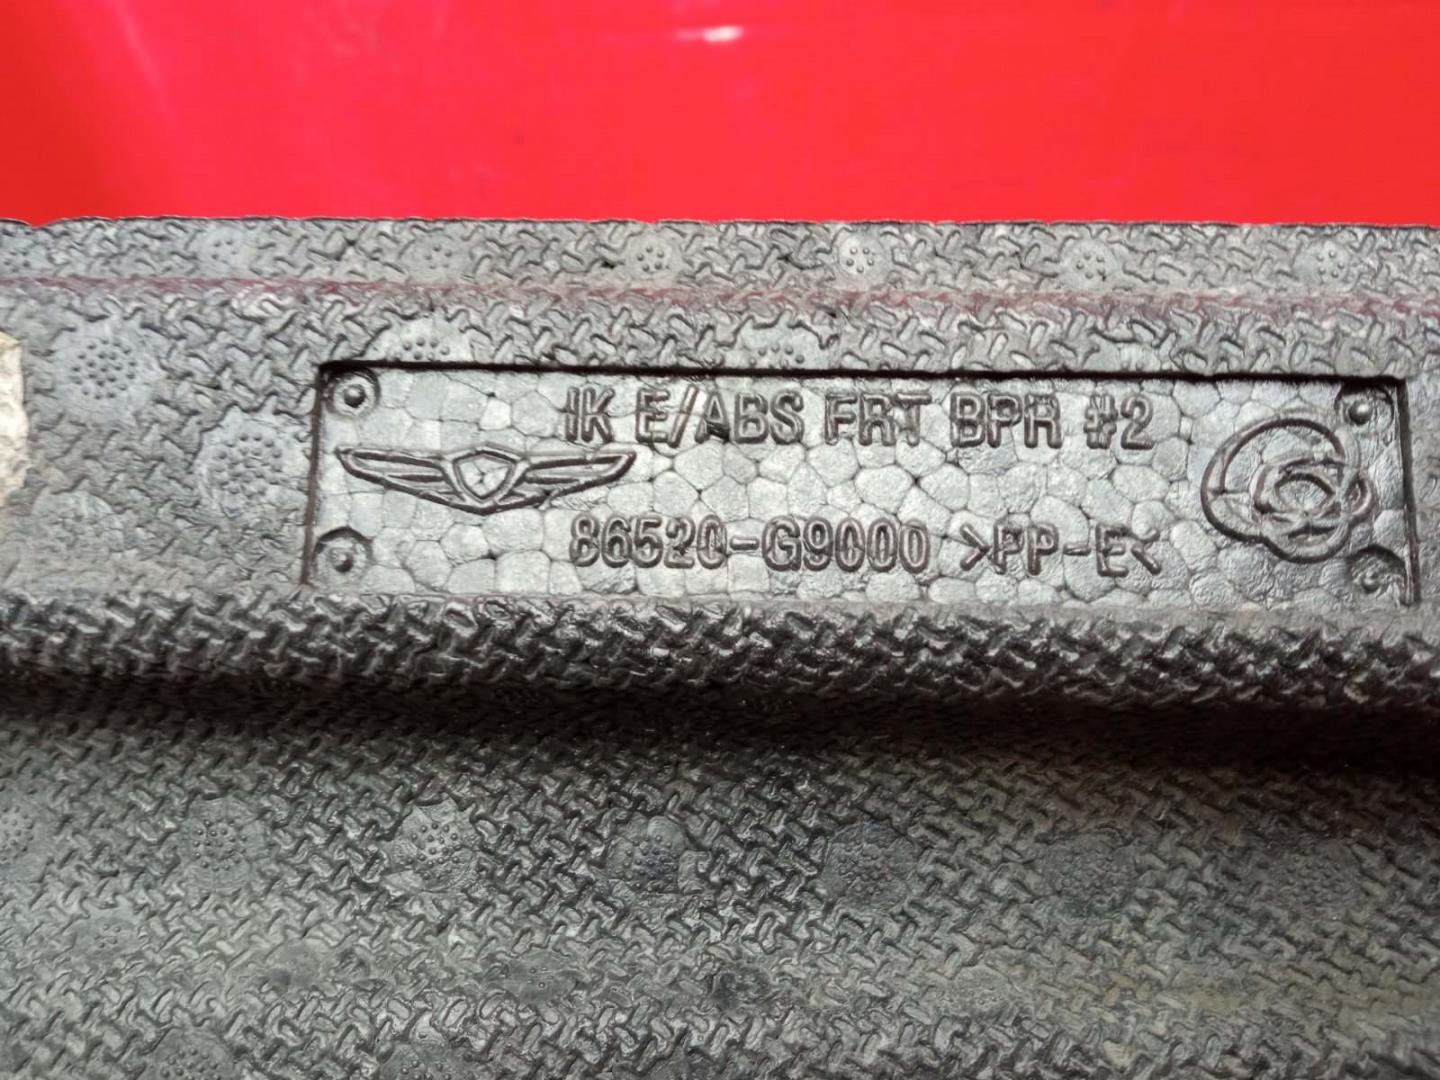 IK E/ABS FRT BPR #2
86520-G9000 >PP-E<